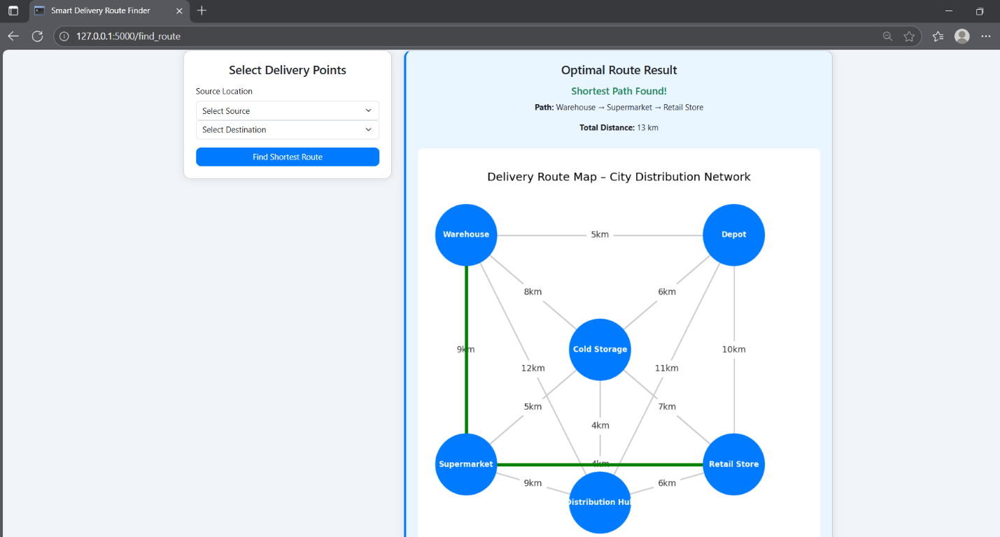 Smart Delivery Route Finder
127.0.0.1:5000/find_route
Select Delivery Points
Source Location
Select Source
Select Destination
Find Shortest Route
Optimal Route Result
Shortest Path Found!
Path: Warehouse → Supermarket → Retail Store
Total Distance: 13 km
Delivery Route Map – City Distribution Network
Warehouse
5km
Depot
8km
6km
9km
Cold Storage
10km
12km
11km
5km
7km
4km
Supermarket
4km
Retail Store
9km
6km
Distribution Hu